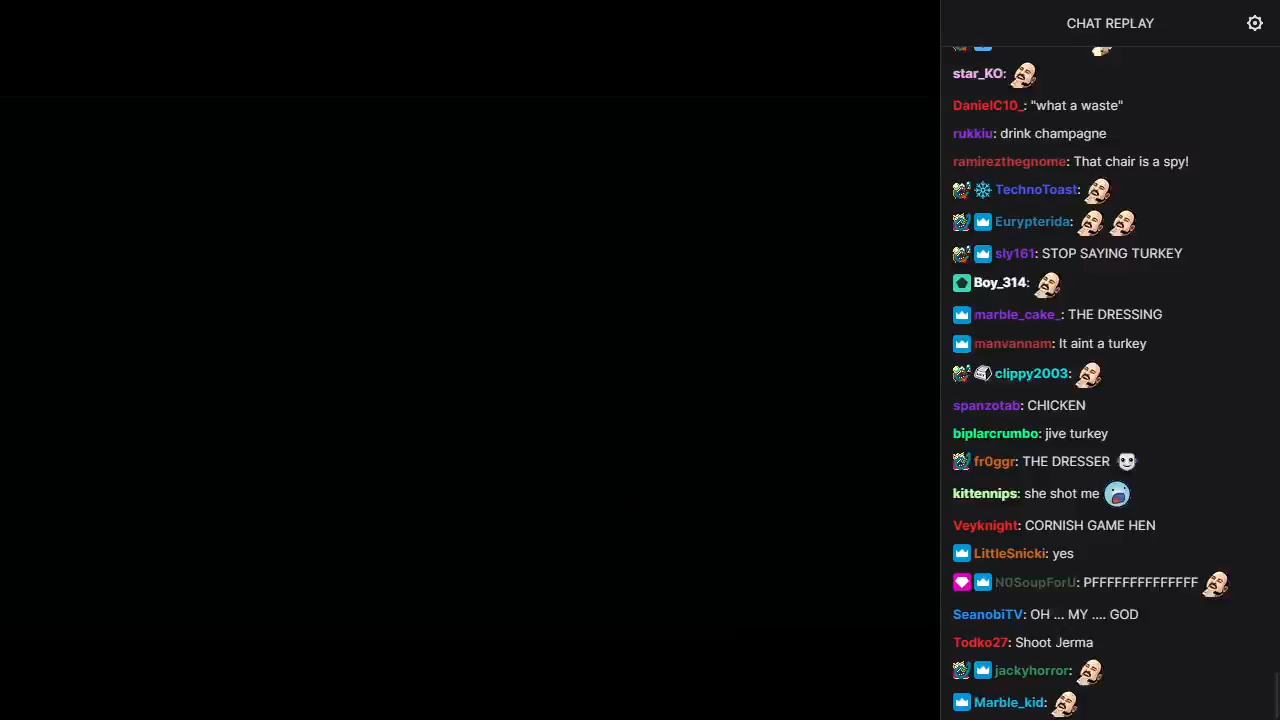 CHAT REPLAY
star_KO:
DanielC10_: "what a waste"
rukkiu: drink champagne
ramirezthegnome: That chair is a spy!
TechnoToast:
Eurypterida:
sly161: STOP SAYING TURKEY
Boy_314:
marble_cake_: THE DRESSING
manvannam: It aint a turkey
clippy2003:
spanzotab: CHICKEN
biplarcrumbo: jive turkey
fr0ggr: THE DRESSER
kittennips: she shot me
Veyknight: CORNISH GAME HEN
LittleSnicki: yes
N0SoupForU: PFFFFFFFFFFFFFF
SeanobiTV: OH ... MY .... GOD
Todko27: Shoot Jerma
jackyhorror:
Marble_kid: